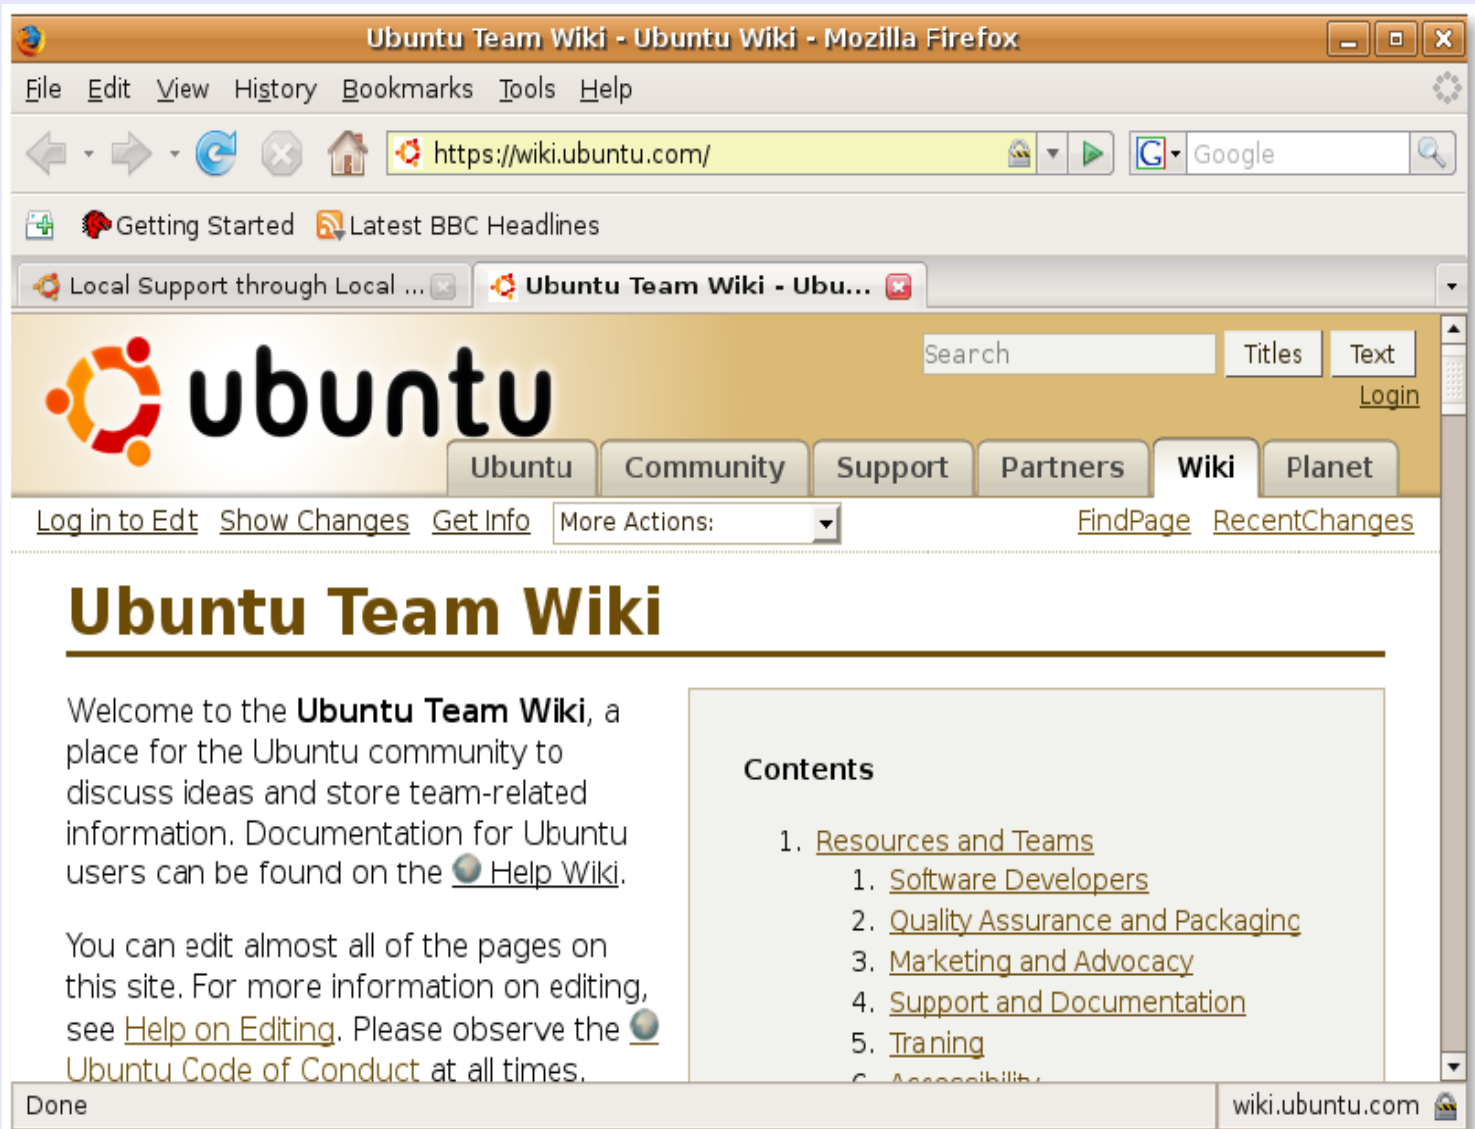 Ubuntu Team Wiki - Ubuntu Wiki - Mozilla Firefox
File Edit View History Bookmarks Tools Help
https://wiki.ubuntu.com/ G Google
Getting Started Latest BBC Headlines
Local Support through Local ... Ubuntu Team Wiki - Ubu...
ubuntu
Search Titles Text
Login
Ubuntu Community Support Partners Wiki Planet
Log in to Edt Show Changes Get Info More Actions: FindPage RecentChanges
Ubuntu Team Wiki
Welcome to the Ubuntu Team Wiki, a
place for the Ubuntu community to
discuss ideas and store team-related
information. Documentation for Ubuntu
users can be found on the Help Wiki.
You can edit almost all of the pages on
this site. For more information on editing,
see Help on Editing. Please observe the
Ubuntu Code of Conduct at all times.
Contents
1. Resources and Teams
1. Software Developers
2. Quality Assurance and Packaging
3. Marketing and Advocacy
4. Support and Documentation
5. Training
6. Accessibility
Done wiki.ubuntu.com